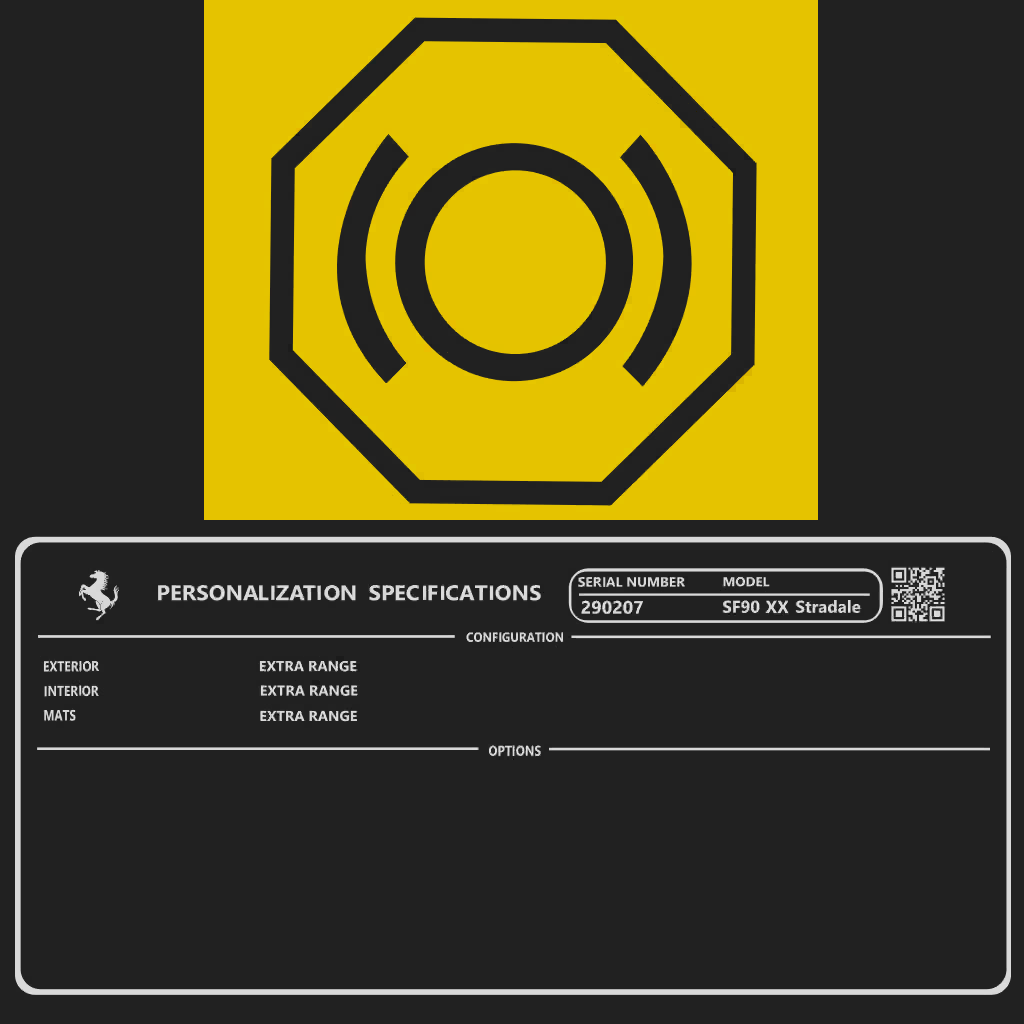 PERSONALIZATION SPECIFICATIONS
SERIAL NUMBER MODEL
290207 SF90 XX Stradale
CONFIGURATION
EXTERIOR EXTRA RANGE
INTERIOR EXTRA RANGE
MATS EXTRA RANGE
OPTIONS